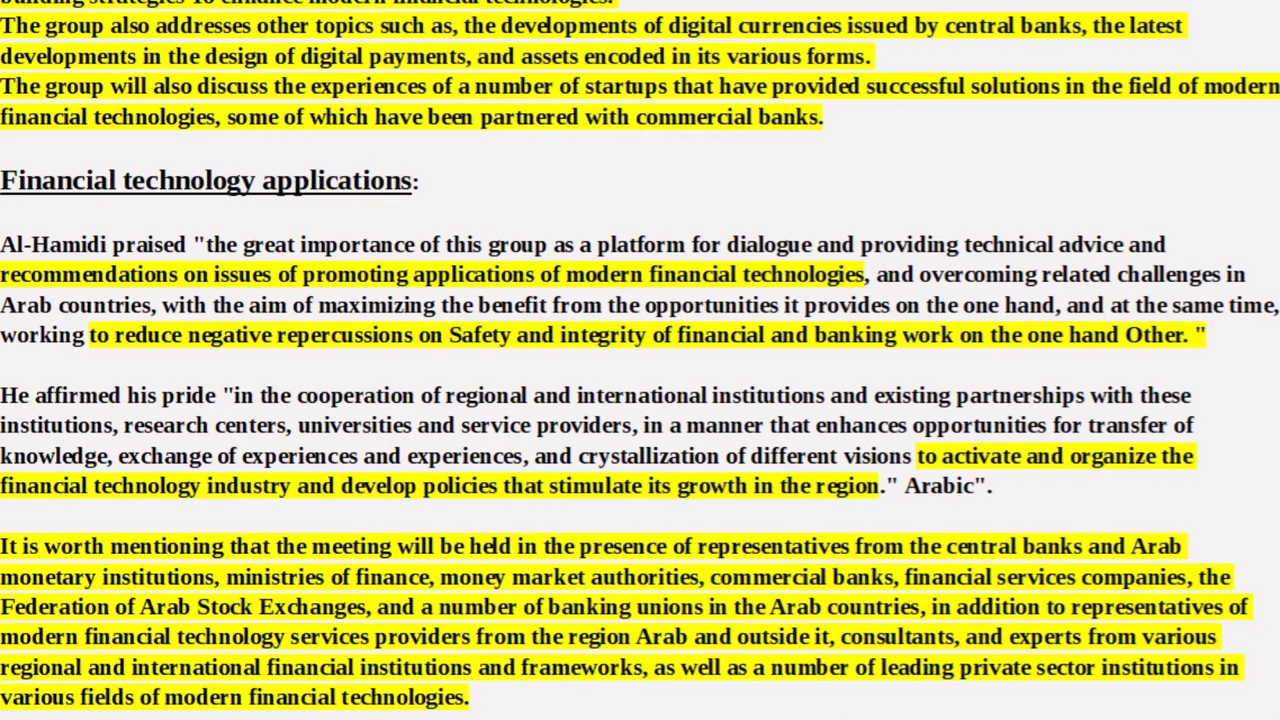 building strategies To enhance modern financial technologies.
The group also addresses other topics such as, the developments of digital currencies issued by central banks, the latest
developments in the design of digital payments, and assets encoded in its various forms.
The group will also discuss the experiences of a number of startups that have provided successful solutions in the field of modern
financial technologies, some of which have been partnered with commercial banks.
Financial technology applications:
Al-Hamidi praised "the great importance of this group as a platform for dialogue and providing technical advice and
recommendations on issues of promoting applications of modern financial technologies, and overcoming related challenges in
Arab countries, with the aim of maximizing the benefit from the opportunities it provides on the one hand, and at the same time,
working to reduce negative repercussions on Safety and integrity of financial and banking work on the one hand Other. "
He affirmed his pride "in the cooperation of regional and international institutions and existing partnerships with these
institutions, research centers, universities and service providers, in a manner that enhances opportunities for transfer of
knowledge, exchange of experiences and experiences, and crystallization of different visions to activate and organize the
financial technology industry and develop policies that stimulate its growth in the region." Arabic".
It is worth mentioning that the meeting will be held in the presence of representatives from the central banks and Arab
monetary institutions, ministries of finance, money market authorities, commercial banks, financial services companies, the
Federation of Arab Stock Exchanges, and a number of banking unions in the Arab countries, in addition to representatives of
modern financial technology services providers from the region Arab and outside it, consultants, and experts from various
regional and international financial institutions and frameworks, as well as a number of leading private sector institutions in
various fields of modern financial technologies.